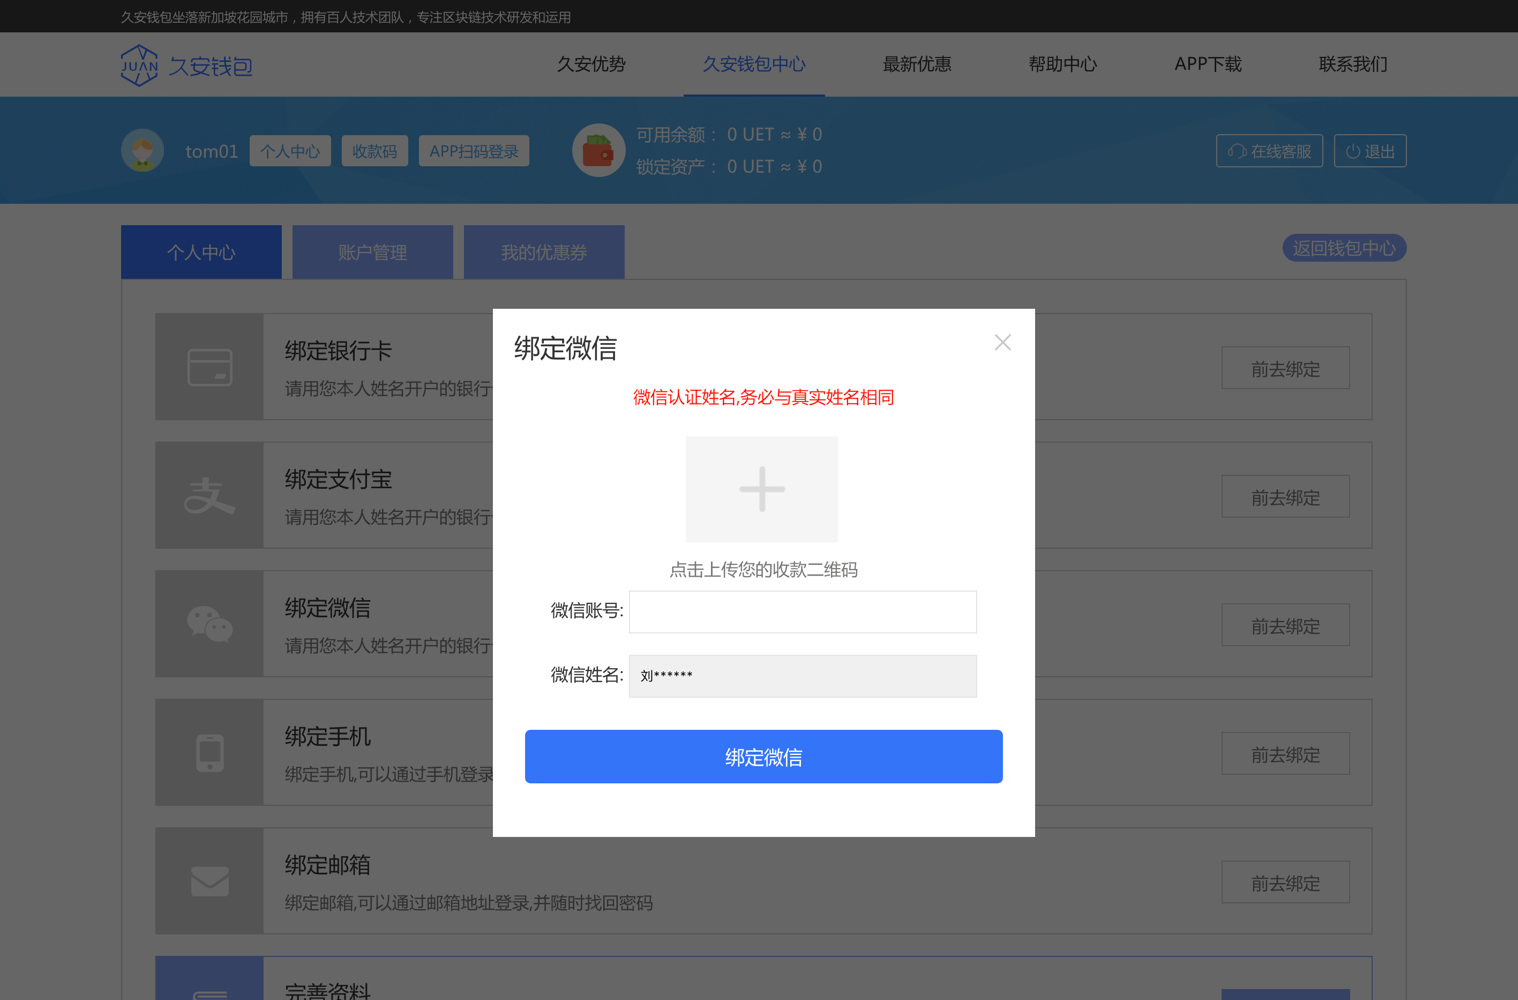 久安钱包坐落新加坡花园城市，拥有百人技术团队，专注区块链技术研发和运用
JUAN 久安钱包
久安优势 久安钱包中心 最新优惠 帮助中心 APP下载 联系我们
tom01 个人中心 收款码 APP扫码登录
可用余额： 0 UET ≈ ¥ 0
锁定资产： 0 UET ≈ ¥ 0
在线客服 退出
个人中心 账户管理 我的优惠券 返回钱包中心
绑定银行卡
请用您本人姓名开户的银行
前去绑定
绑定支付宝
请用您本人姓名开户的银行
前去绑定
绑定微信
请用您本人姓名开户的银行
前去绑定
绑定手机
绑定手机,可以通过手机登录
前去绑定
绑定邮箱
绑定邮箱,可以通过邮箱地址登录,并随时找回密码
前去绑定
完善资料
绑定微信
微信认证姓名,务必与真实姓名相同
点击上传您的收款二维码
微信账号:
微信姓名: 刘******
绑定微信